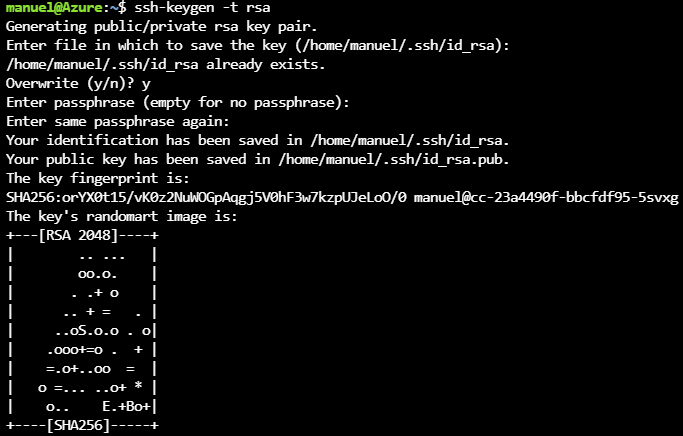 manuel@Azure:~$ ssh-keygen -t rsa
Generating public/private rsa key pair.
Enter file in which to save the key (/home/manuel/.ssh/id_rsa):
/home/manuel/.ssh/id_rsa already exists.
Overwrite (y/n)? y
Enter passphrase (empty for no passphrase):
Enter same passphrase again:
Your identification has been saved in /home/manuel/.ssh/id_rsa.
Your public key has been saved in /home/manuel/.ssh/id_rsa.pub.
The key fingerprint is:
SHA256:orYX0t15/vK0z2NuWOGpAqgj5V0hF3w7kzpUJeLoO/0 manuel@cc-23a4490f-bbcfdf95-5svxg
The key's randomart image is:
+---[RSA 2048]----+
|        .. ...   |
|        oo.o.    |
|       . .+ o    |
|      .. + =   . |
|     ..oS.o.o . o|
|    .ooo+=o .  + |
|    =.o+..oo  =  |
|   o =... ..o+ * |
|    o..    E.+Bo+|
+----[SHA256]-----+